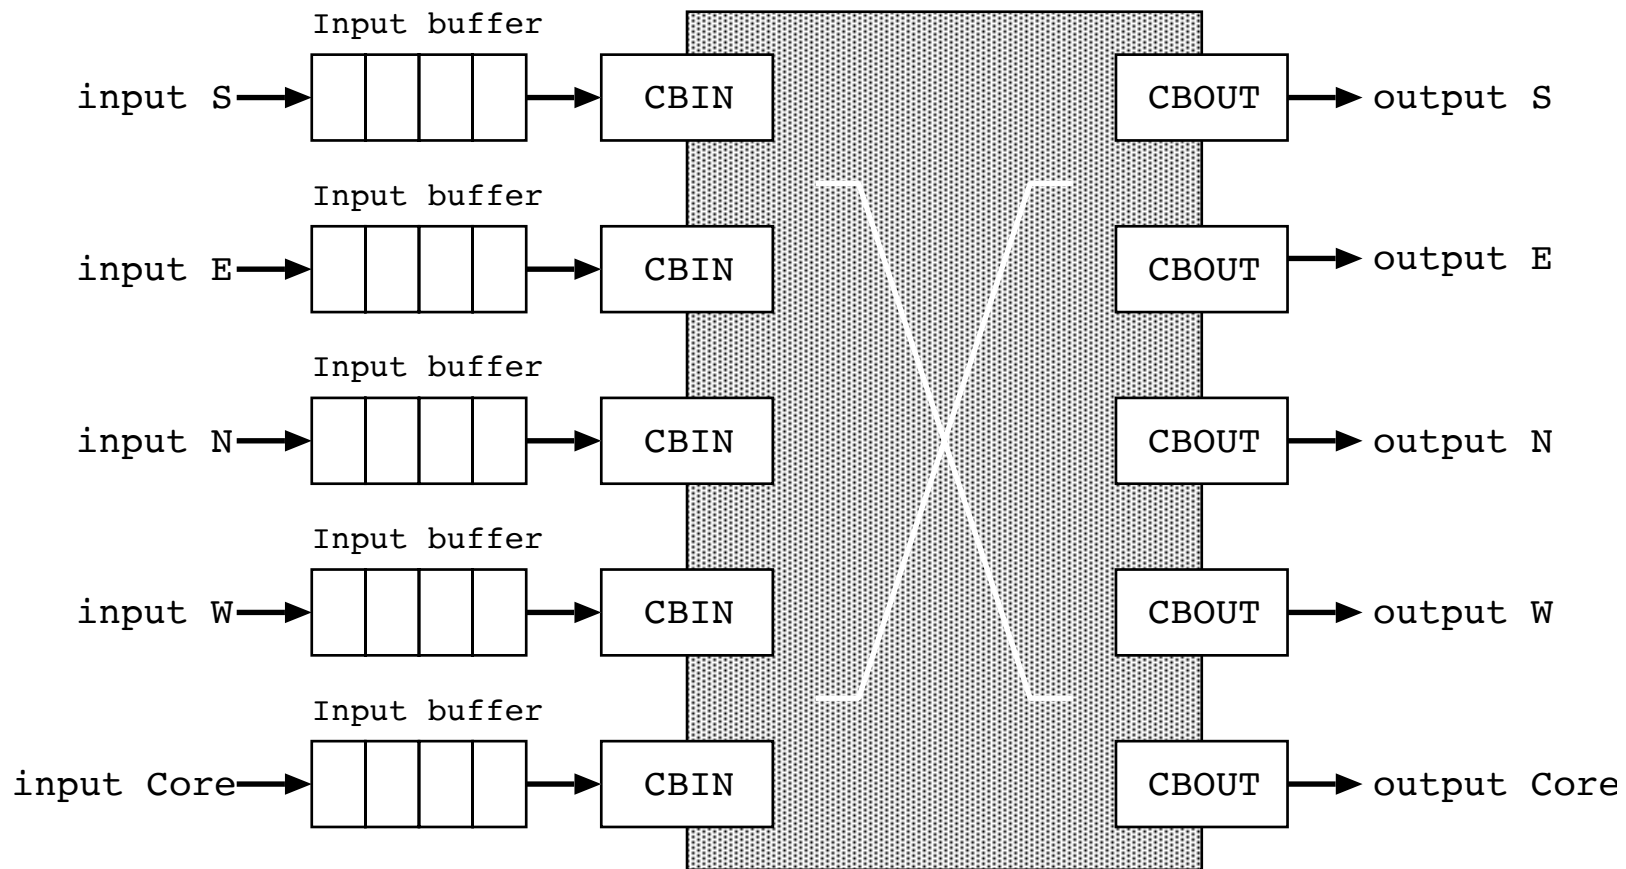 Input buffer
input S CBIN CBOUT output S
Input buffer
input E CBIN CBOUT output E
Input buffer
input N CBIN CBOUT output N
Input buffer
input W CBIN CBOUT output W
Input buffer
input Core CBIN CBOUT output Core